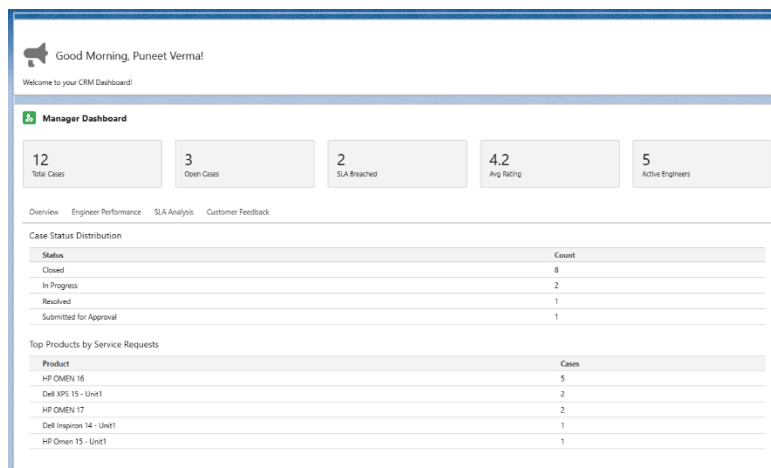 Good Morning, Puneet Verma!
Welcome to your CRM Dashboard!
Manager Dashboard
12 3 2 4.2 5
Total Cases Open Cases SLA Breached Avg Rating Active Engineers
Overview Engineer Performance SLA Analysis Customer Feedback
Case Status Distribution
Status Count
Closed 8
In Progress 2
Resolved 1
Submitted for Approval 1
Top Products by Service Requests
Product Cases
HP OMEN 16 5
Dell XPS 15 - Unit1 2
HP OMEN 17 2
Dell Inspiron 14 - Unit1 1
HP Omen 15 - Unit1 1